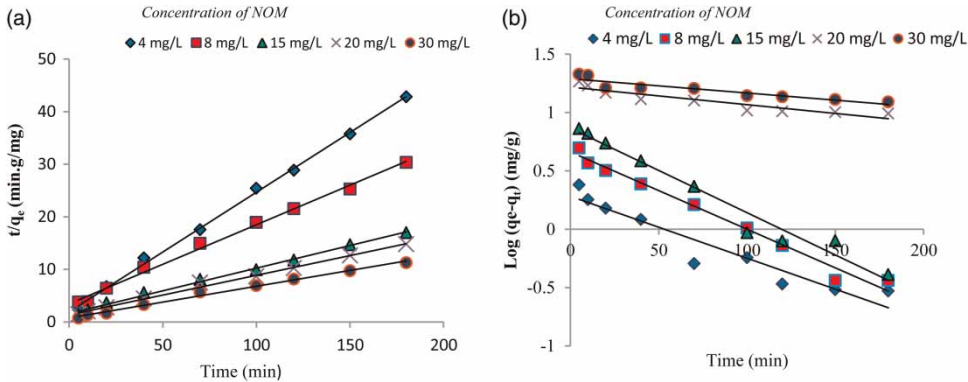 (a)
Concentration of NOM
4 mg/L 8 mg/L 15 mg/L 20 mg/L 30 mg/L
50
40
30
20
10
0
0 50 100 150 200
t/qe (min.g/mg)
Time (min)
(b)
Concentration of NOM
4 mg/L 8 mg/L 15 mg/L 20 mg/L 30 mg/L
1.5
1
0.5
0
-0.5
-1
0 50 100 150 200
Log (qe-qt) (mg/g)
Time (min)